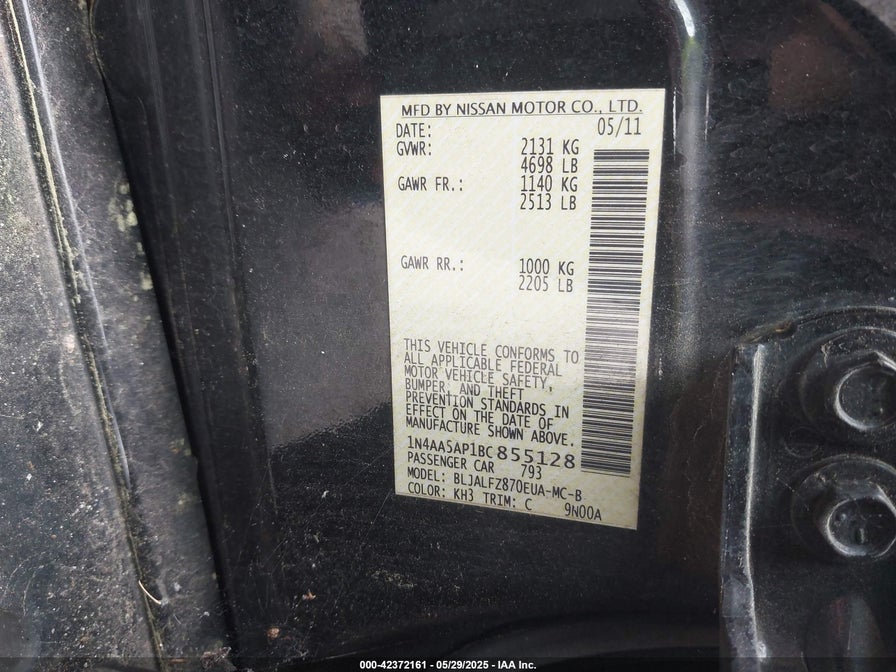 MFD BY NISSAN MOTOR CO., LTD.
DATE: 05/11
GVWR: 2131 KG
4698 LB
GAWR FR.: 1140 KG
2513 LB
GAWR RR.: 1000 KG
2205 LB
THIS VEHICLE CONFORMS TO
ALL APPLICABLE FEDERAL
MOTOR VEHICLE SAFETY,
BUMPER, AND THEFT
PREVENTION STANDARDS IN
EFFECT ON THE DATE OF
MANUFACTURE SHOWN ABOVE.
1N4AA5AP1BC855128
PASSENGER CAR 793
MODEL: BLJALFZ870EUA-MC-B
COLOR: KH3 TRIM: C 9N00A
000-42372161 - 05/29/2025 - IAA Inc.